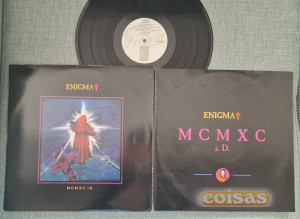 ENIGMA†
MCMXC a.D.
ENIGMA†
MCMXC
a.D.
coisas